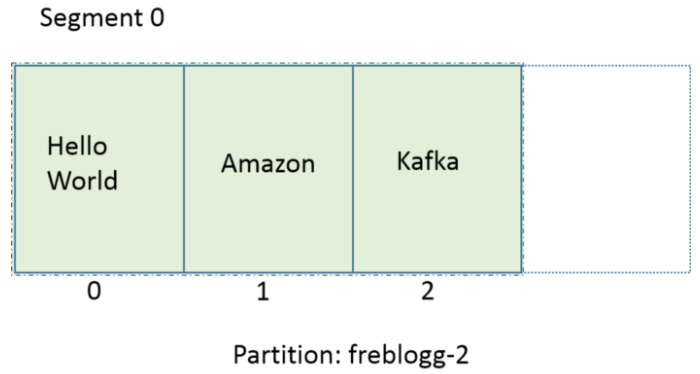 Segment 0
Hello
World
Amazon
Kafka
0
1
2
Partition: freblogg-2